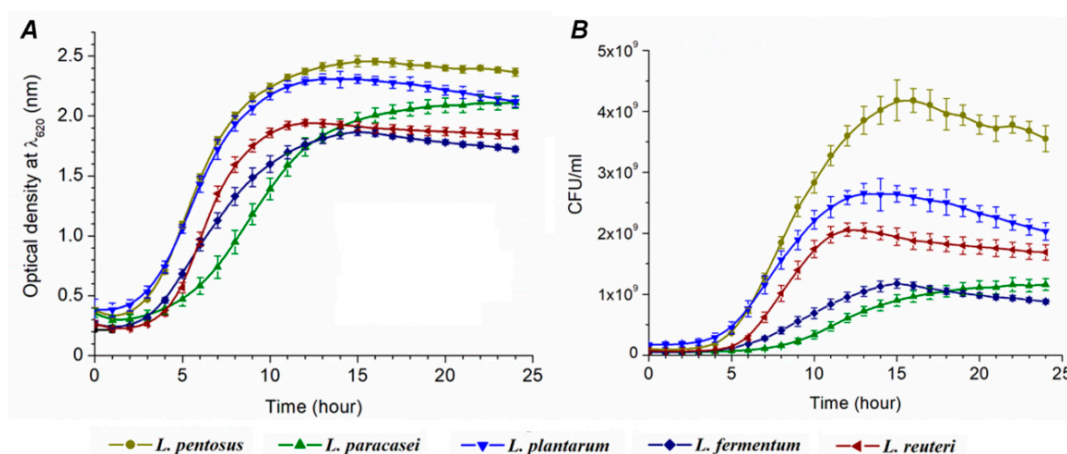 A
B
Optical density at λ620 (nm)
2.5
2.0
1.5
1.0
0.5
0
0
5
10
15
20
25
Time (hour)
CFU/ml
5x10⁹
4x10⁹
3x10⁹
2x10⁹
1x10⁹
0
0
5
10
15
20
25
Time (hour)
L. pentosus L. paracasei L. plantarum L. fermentum L. reuteri